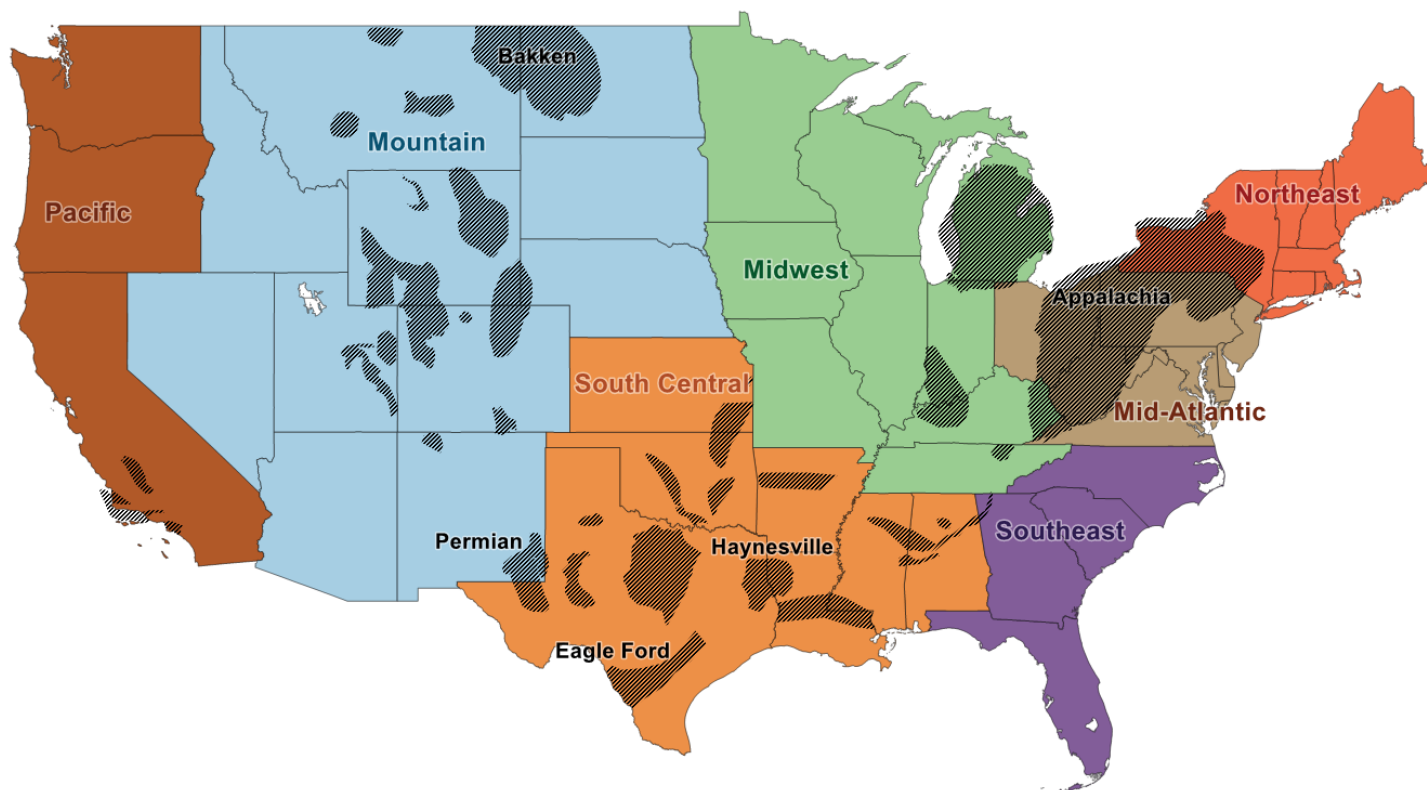 Bakken
Mountain
Pacific
Northeast
Midwest
Appalachia
South Central
Mid-Atlantic
Southeast
Permian
Haynesville
Eagle Ford